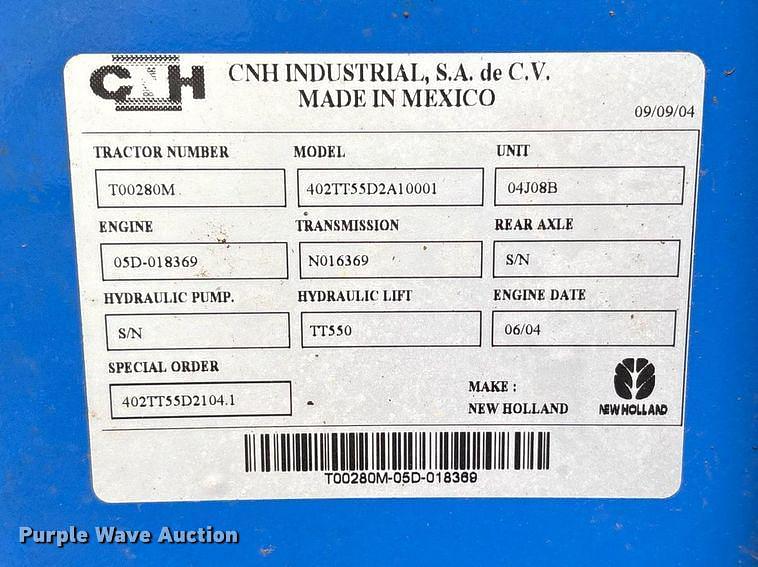 CNH
CNH INDUSTRIAL, S.A. de C.V.
MADE IN MEXICO
09/09/04
TRACTOR NUMBER MODEL UNIT
T00280M 402TT55D2A10001 04J08B
ENGINE TRANSMISSION REAR AXLE
05D-018369 N016369 S/N
HYDRAULIC PUMP. HYDRAULIC LIFT ENGINE DATE
S/N TT550 06/04
SPECIAL ORDER
402TT55D2104.1
MAKE :
NEW HOLLAND
NEW HOLLAND
T00280M-05D-018369
Purple Wave Auction